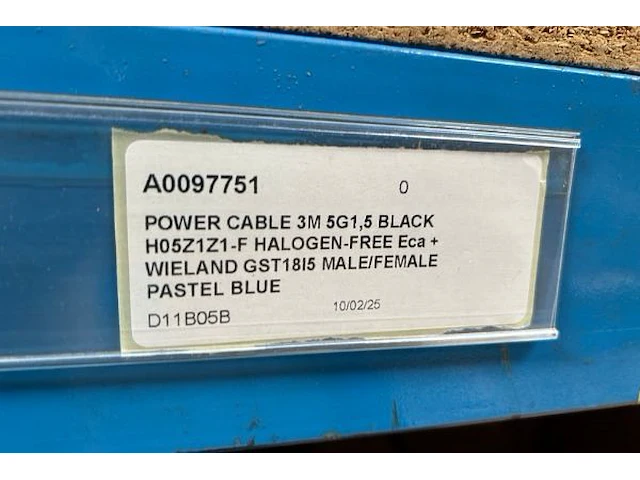 A0097751 0
POWER CABLE 3M 5G1,5 BLACK
H05Z1Z1-F HALOGEN-FREE Eca +
WIELAND GST18I5 MALE/FEMALE
PASTEL BLUE
D11B05B 10/02/25